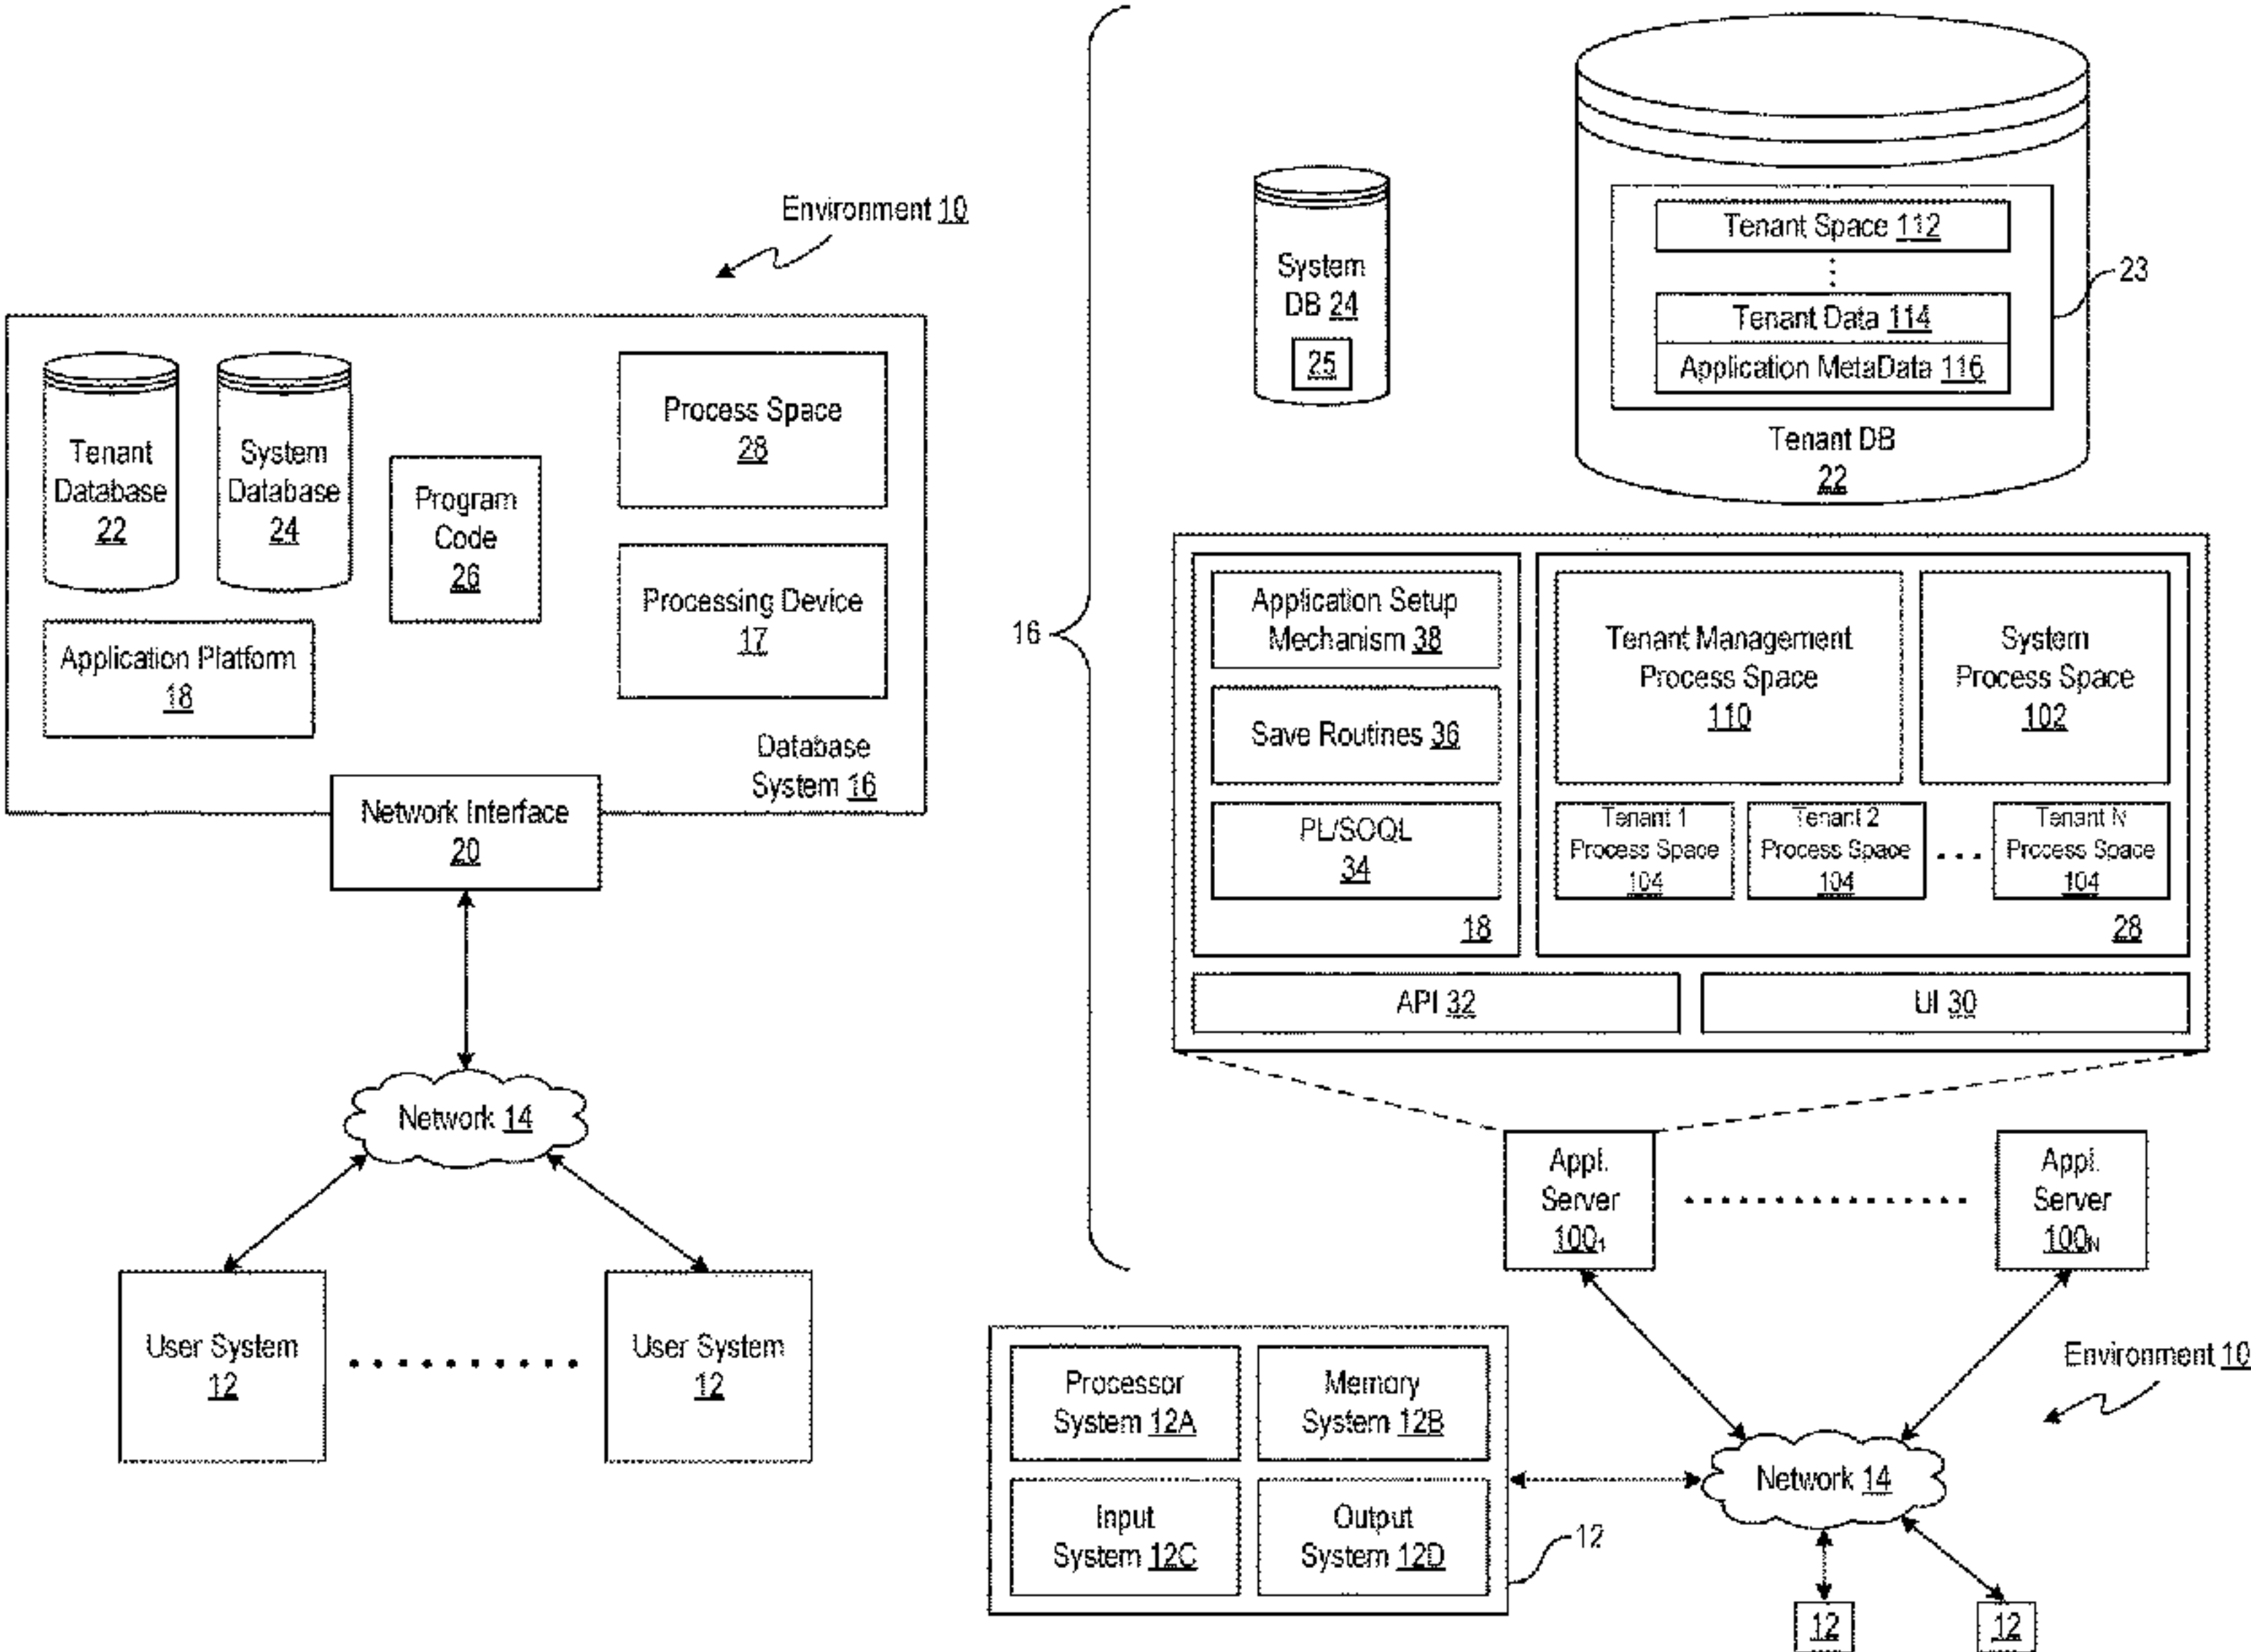 Environment 10
Tenant
Database
22
System
Database
24
Program
Code
26
Process Space
28
Processing Device
17
Application Platform
18
Database
System 16
Network Interface
20
Network 14
User System
12
User System
12
16
System
DB 24
25
Tenant Space 112
Tenant Data 114
Application MetaData 116
23
Tenant DB
22
Application Setup
Mechanism 38
Save Routines 36
PL/SOQL
34
18
Tenant Management
Process Space
110
System
Process Space
102
Tenant 1
Process Space
104
Tenant 2
Process Space
104
Tenant N
Process Space
104
28
API 32
UI 30
Appl.
Server
100₁
Appl.
Server
100N
Environment 10
Processor
System 12A
Memory
System 12B
Input
System 12C
Output
System 12D
12
Network 14
12
12